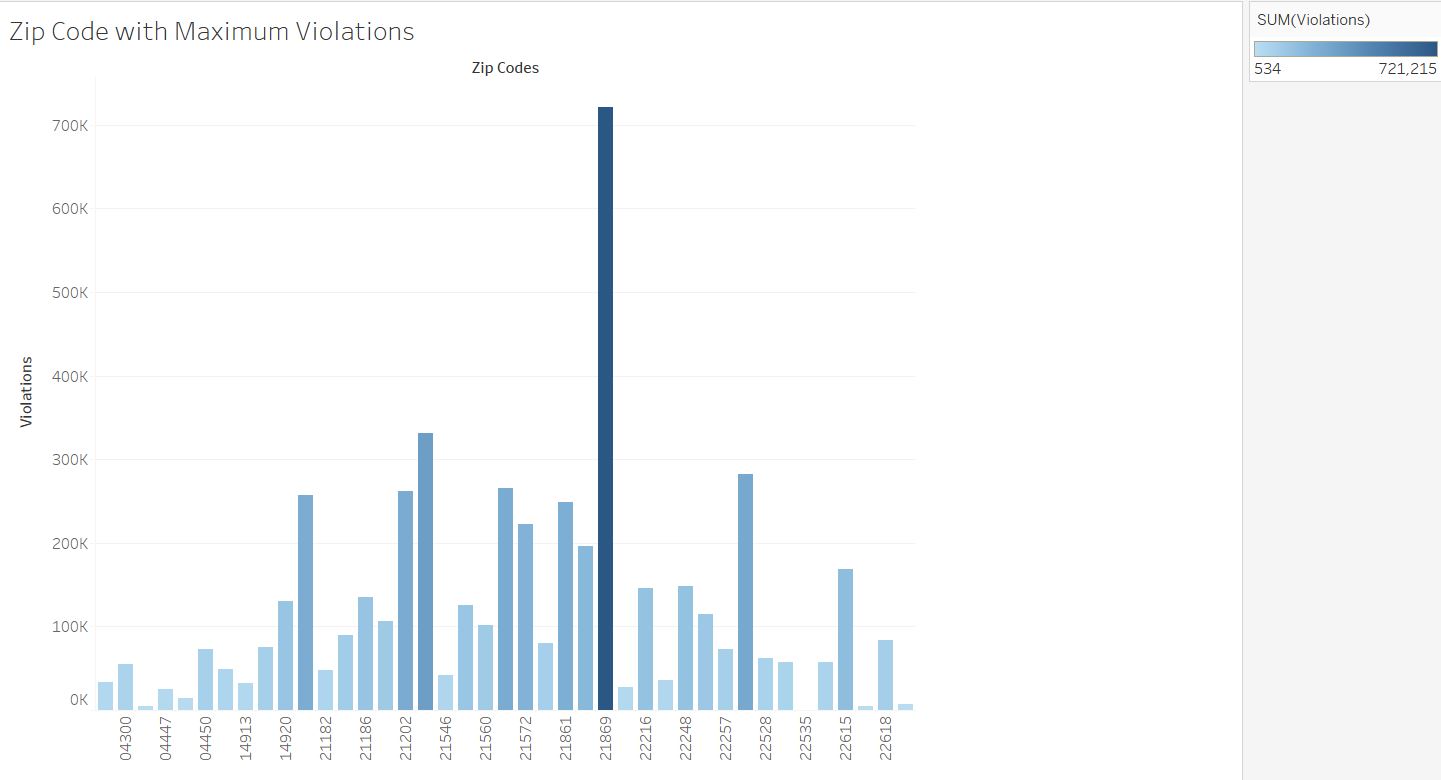 Zip Code with Maximum Violations
Zip Codes
Violations
700K
600K
500K
400K
300K
200K
100K
0K
04300
04447
04450
14913
14920
21182
21186
21202
21546
21560
21572
21861
21869
22216
22248
22257
22528
22535
22615
22618
SUM(Violations)
534 721,215